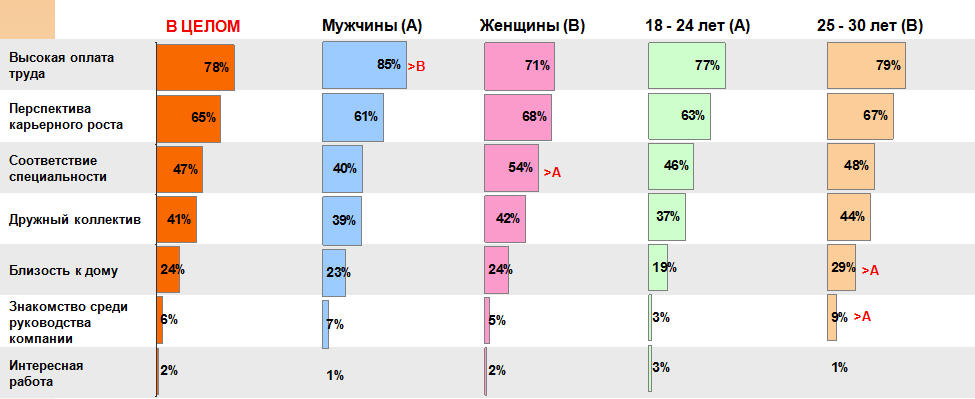 В ЦЕЛОМ Мужчины (А) Женщины (В) 18 - 24 лет (А) 25 - 30 лет (В)
Высокая оплата
труда
78% 85% >В 71% 77% 79%
Перспектива
карьерного роста
65% 61% 68% 63% 67%
Соответствие
специальности
47% 40% 54% >А 46% 48%
Дружный коллектив
41% 39% 42% 37% 44%
Близость к дому
24% 23% 24% 19% 29% >А
Знакомство среди
руководства
компании
6% 7% 5% 3% 9% >А
Интересная
работа
2% 1% 2% 3% 1%